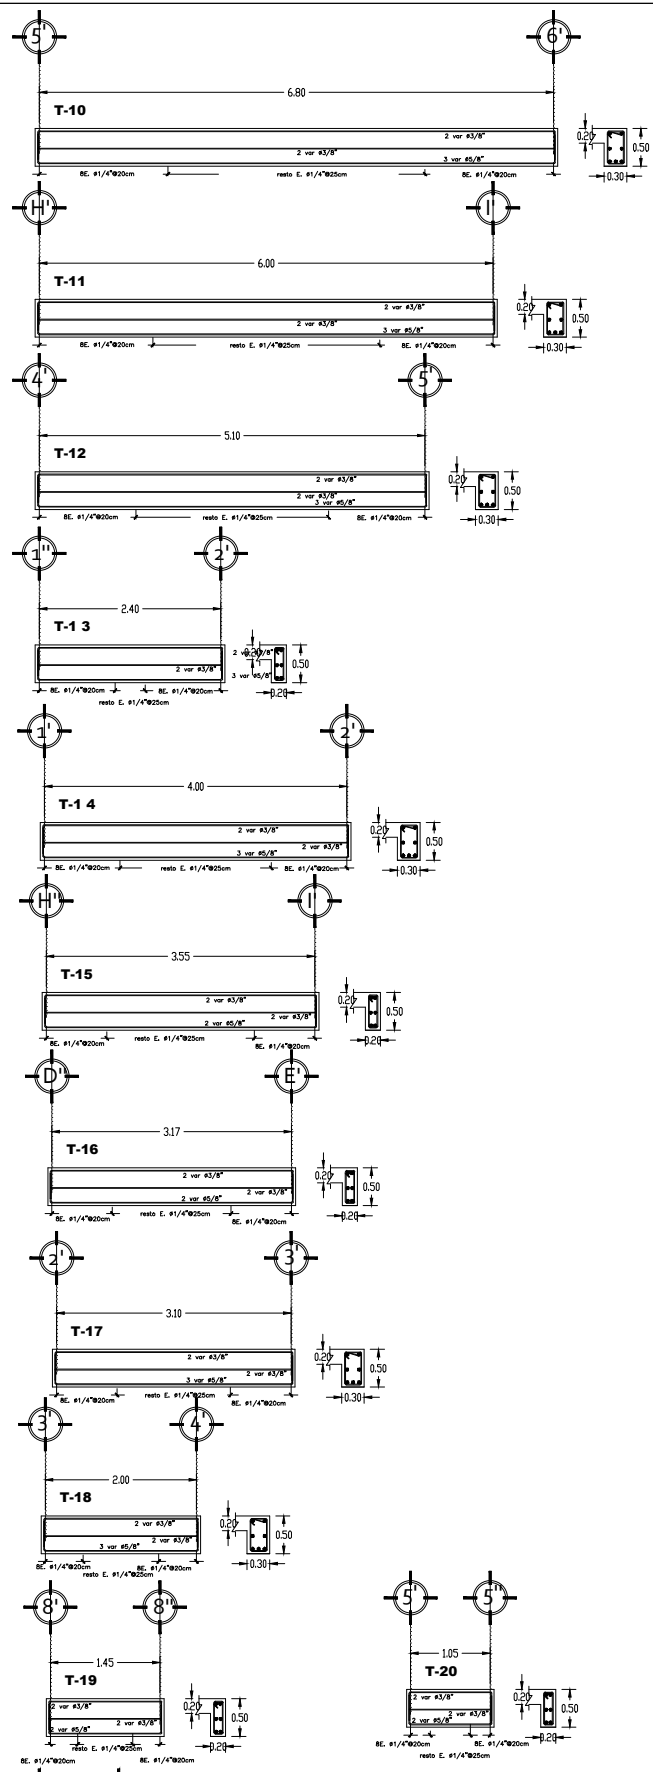 5' 6'
6.80
T-10
2 var ø3/8"
2 var ø3/8"
3 var ø5/8"
0.20 0.50
0.30
8E. ø1/4"@20cm resto E. ø1/4"@25cm 8E. ø1/4"@20cm
H' I'
6.00
T-11
2 var ø3/8"
2 var ø3/8"
3 var ø5/8"
0.20 0.50
0.30
8E. ø1/4"@20cm resto E. ø1/4"@25cm 8E. ø1/4"@20cm
4' 5'
5.10
T-12
2 var ø3/8"
2 var ø3/8"
3 var ø5/8"
0.20 0.50
0.30
8E. ø1/4"@20cm resto E. ø1/4"@25cm 8E. ø1/4"@20cm
1" 2'
2.40
T-1 3
2 var ø3/8"
2 var ø3/8"
3 var ø5/8"
0.20 0.50
0.20
8E. ø1/4"@20cm 8E. ø1/4"@20cm
resto E. ø1/4"@25cm
1' 2'
4.00
T-1 4
2 var ø3/8"
2 var ø3/8"
3 var ø5/8"
0.20 0.50
0.30
8E. ø1/4"@20cm resto E. ø1/4"@25cm 8E. ø1/4"@20cm
H" I'
3.55
T-15
2 var ø3/8"
2 var ø3/8"
2 var ø5/8"
0.20 0.50
0.20
8E. ø1/4"@20cm resto E. ø1/4"@25cm 8E. ø1/4"@20cm
D" E'
3.17
T-16
2 var ø3/8"
2 var ø3/8"
2 var ø5/8"
0.20 0.50
0.20
8E. ø1/4"@20cm resto E. ø1/4"@25cm 8E. ø1/4"@20cm
2' 3'
3.10
T-17
2 var ø3/8"
2 var ø3/8"
3 var ø5/8"
0.20 0.50
0.30
8E. ø1/4"@20cm resto E. ø1/4"@25cm 8E. ø1/4"@20cm
3' 4'
2.00
T-18
2 var ø3/8"
2 var ø3/8"
3 var ø5/8"
0.20 0.50
0.30
8E. ø1/4"@20cm 8E. ø1/4"@20cm
resto E. ø1/4"@25cm
8' 8"
1.45
T-19
2 var ø3/8"
2 var ø3/8"
2 var ø5/8"
0.20 0.50
0.20
resto E. ø1/4"@25cm
8E. ø1/4"@20cm 8E. ø1/4"@20cm
5' 5"
1.05
T-20
2 var ø3/8"
2 var ø3/8"
2 var ø5/8"
0.20 0.50
0.20
8E. ø1/4"@20cm 8E. ø1/4"@20cm
resto E. ø1/4"@25cm